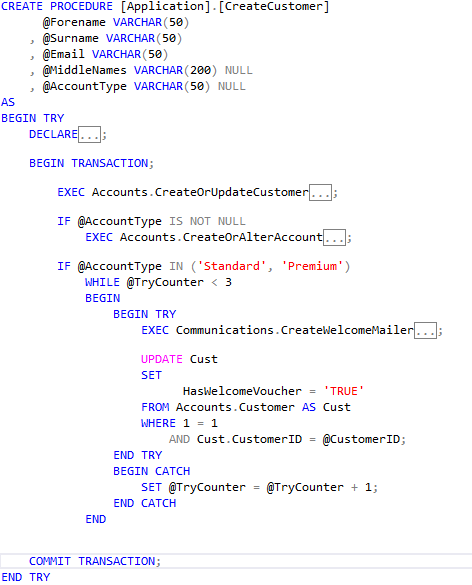 CREATE PROCEDURE [Application].[CreateCustomer]
@Forename VARCHAR(50)
, @Surname VARCHAR(50)
, @Email VARCHAR(50)
, @MiddleNames VARCHAR(200) NULL
, @AccountType VARCHAR(50) NULL
AS
BEGIN TRY
DECLARE...;
BEGIN TRANSACTION;
EXEC Accounts.CreateOrUpdateCustomer...;
IF @AccountType IS NOT NULL
EXEC Accounts.CreateOrAlterAccount...;
IF @AccountType IN ('Standard', 'Premium')
WHILE @TryCounter < 3
BEGIN
BEGIN TRY
EXEC Communications.CreateWelcomeMailer...;
UPDATE Cust
SET
HasWelcomeVoucher = 'TRUE'
FROM Accounts.Customer AS Cust
WHERE 1 = 1
AND Cust.CustomerID = @CustomerID;
END TRY
BEGIN CATCH
SET @TryCounter = @TryCounter + 1;
END CATCH
END
COMMIT TRANSACTION;
END TRY